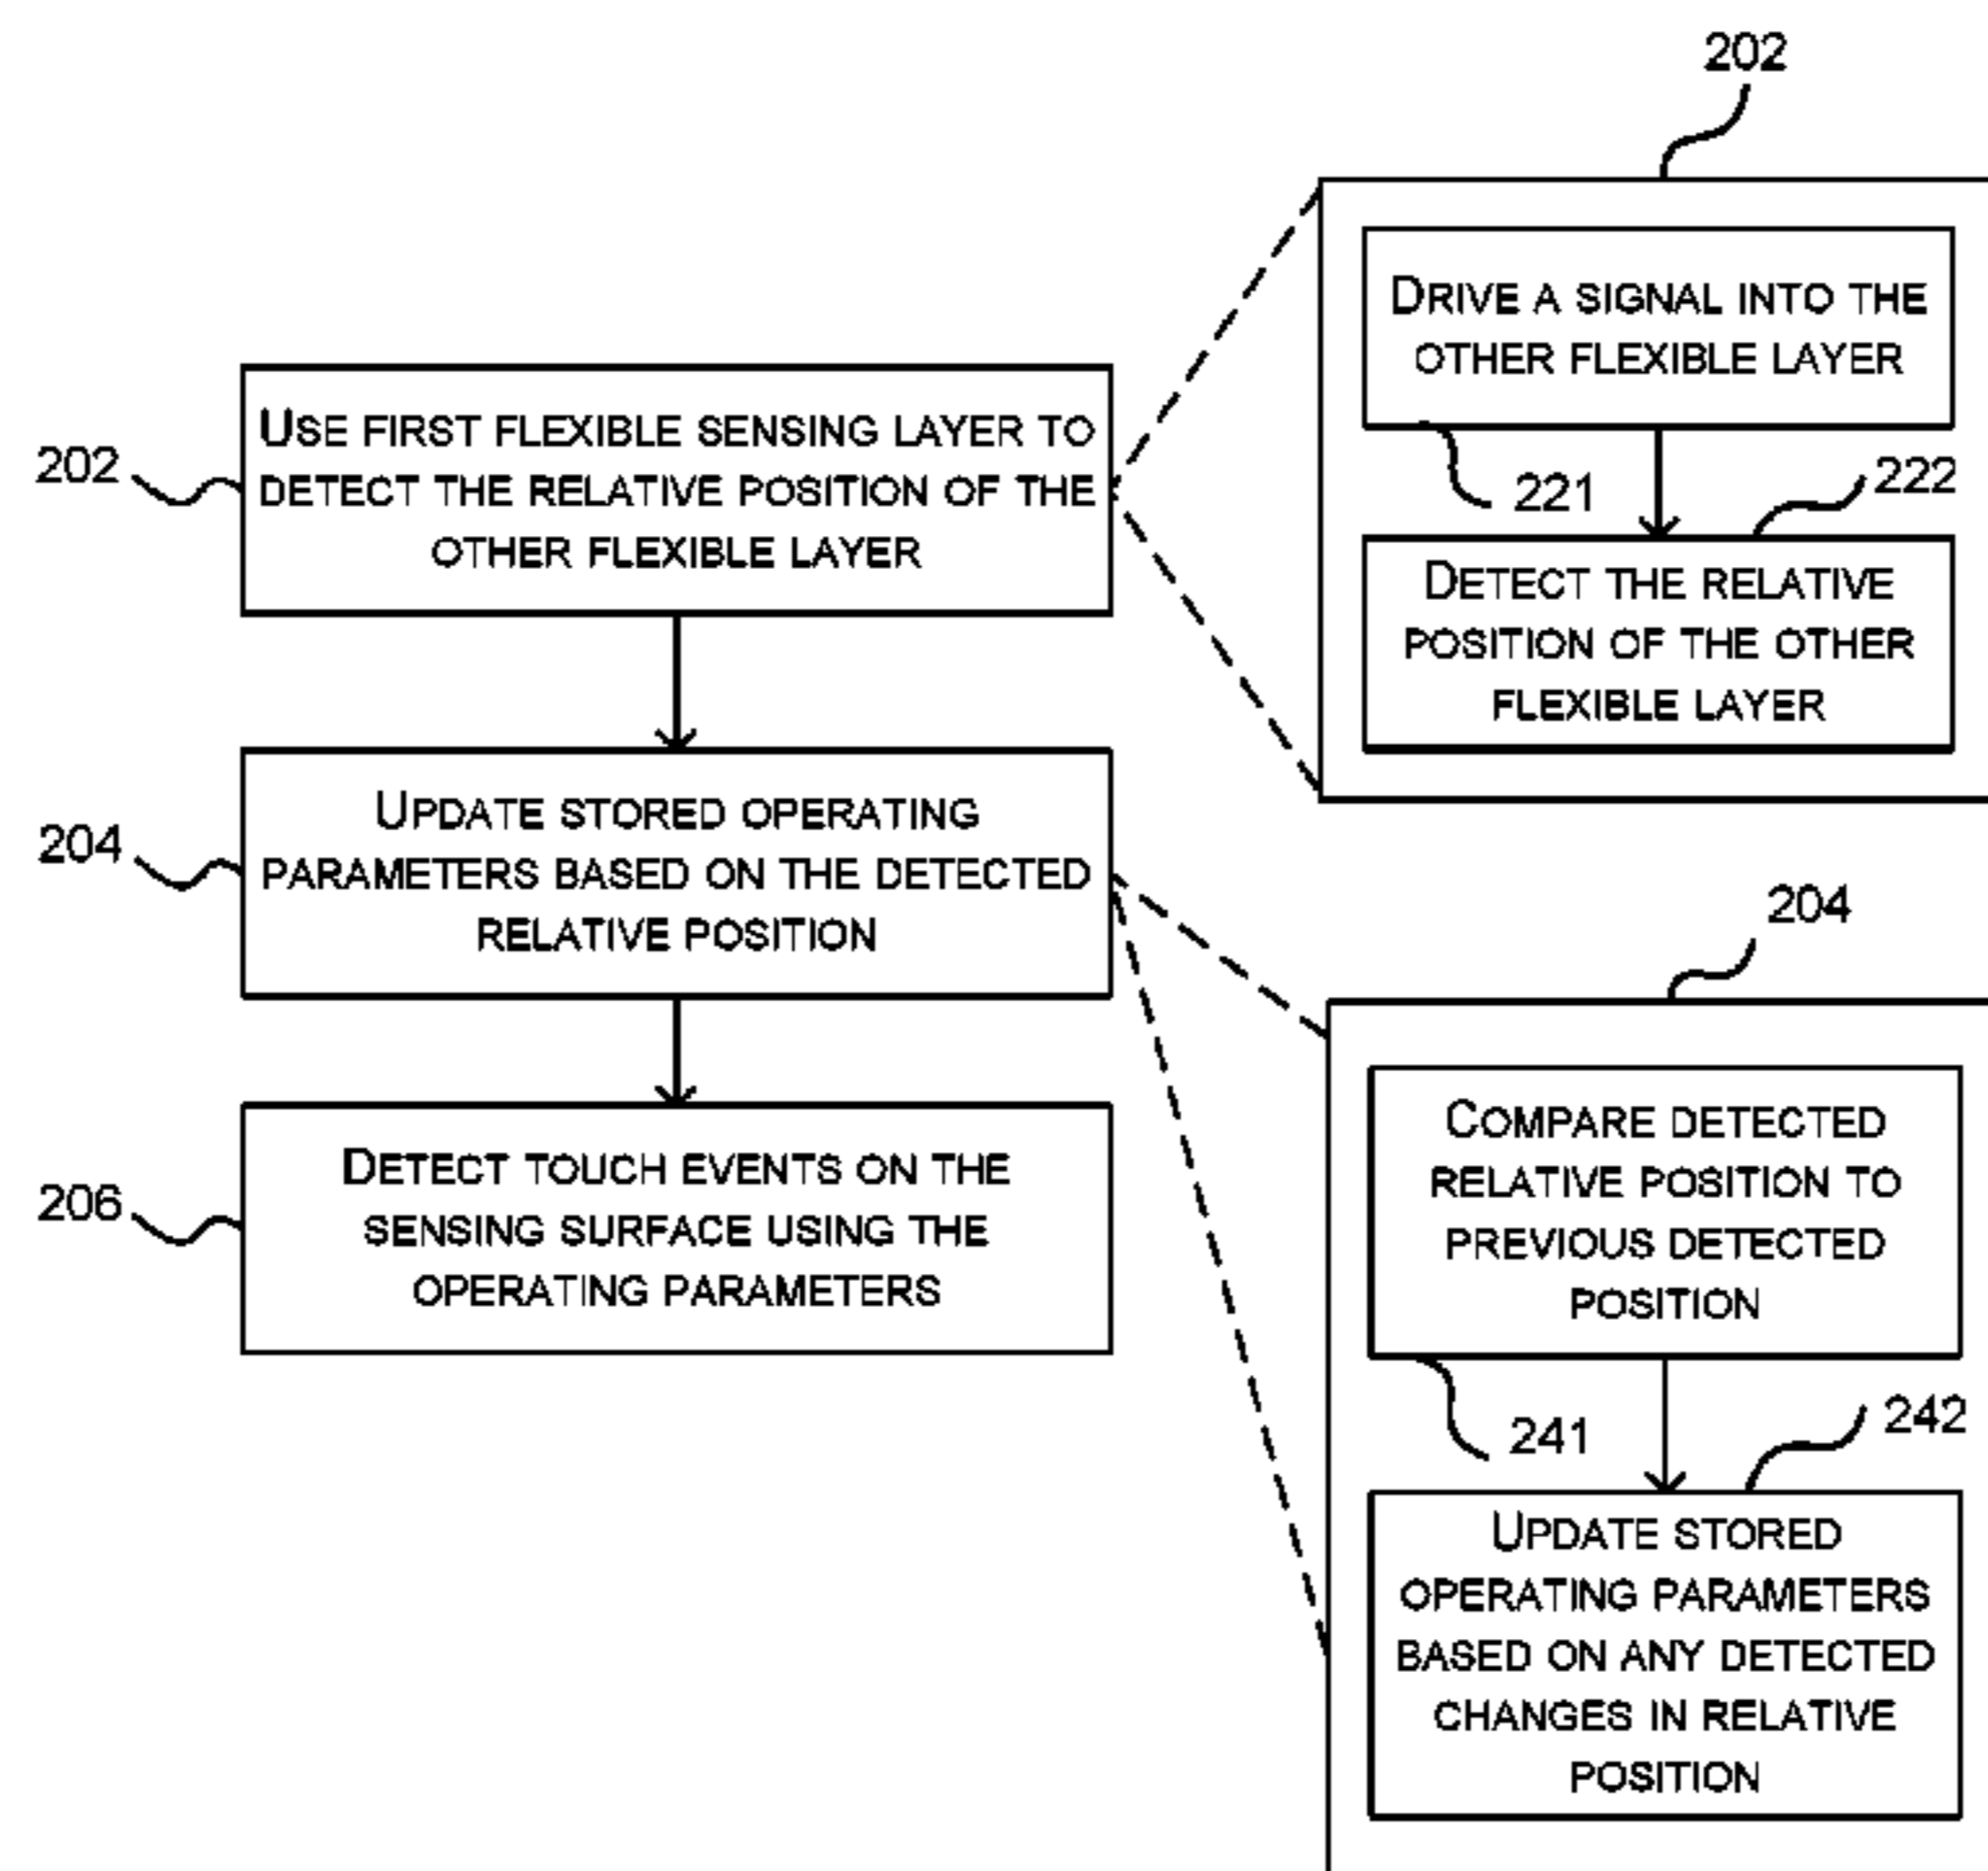 202
USE FIRST FLEXIBLE SENSING LAYER TO
DETECT THE RELATIVE POSITION OF THE
OTHER FLEXIBLE LAYER
204
UPDATE STORED OPERATING
PARAMETERS BASED ON THE DETECTED
RELATIVE POSITION
206
DETECT TOUCH EVENTS ON THE
SENSING SURFACE USING THE
OPERATING PARAMETERS
202
DRIVE A SIGNAL INTO THE
OTHER FLEXIBLE LAYER
221
222
DETECT THE RELATIVE
POSITION OF THE OTHER
FLEXIBLE LAYER
204
COMPARE DETECTED
RELATIVE POSITION TO
PREVIOUS DETECTED
POSITION
241
242
UPDATE STORED
OPERATING PARAMETERS
BASED ON ANY DETECTED
CHANGES IN RELATIVE
POSITION